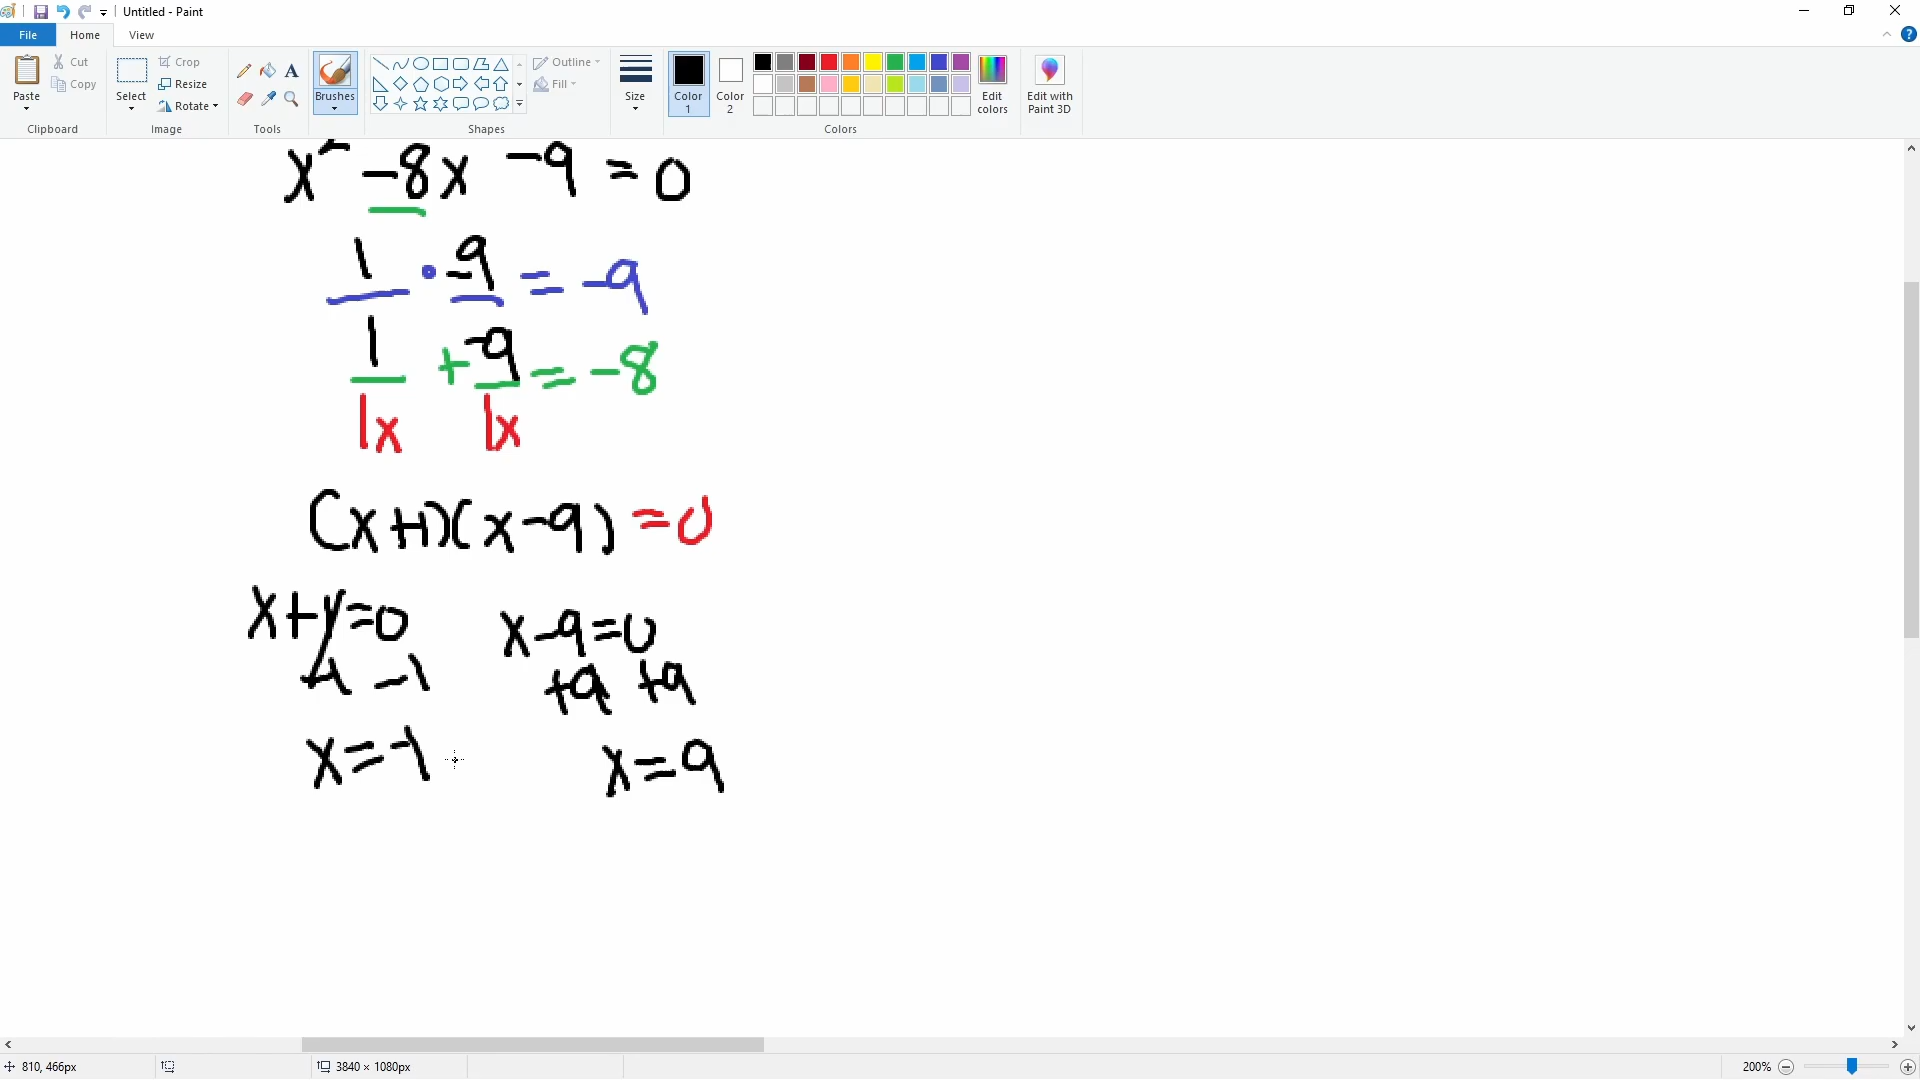 Untitled - Paint
File Home View
Paste Cut Copy Clipboard
Select Crop Resize Rotate Image
Tools
Brushes
Shapes Outline Fill
Size
Color 1 Color 2 Edit colors Colors
Edit with Paint 3D
x² -8x -9 = 0
1 · -9 = -9
1 + -9 = -8
1x 1x
(x+1)(x-9) = 0
x+1=0 x-9=0
-1 -1 +9 +9
x=-1 x=9
810, 466px 3840 × 1080px 200%